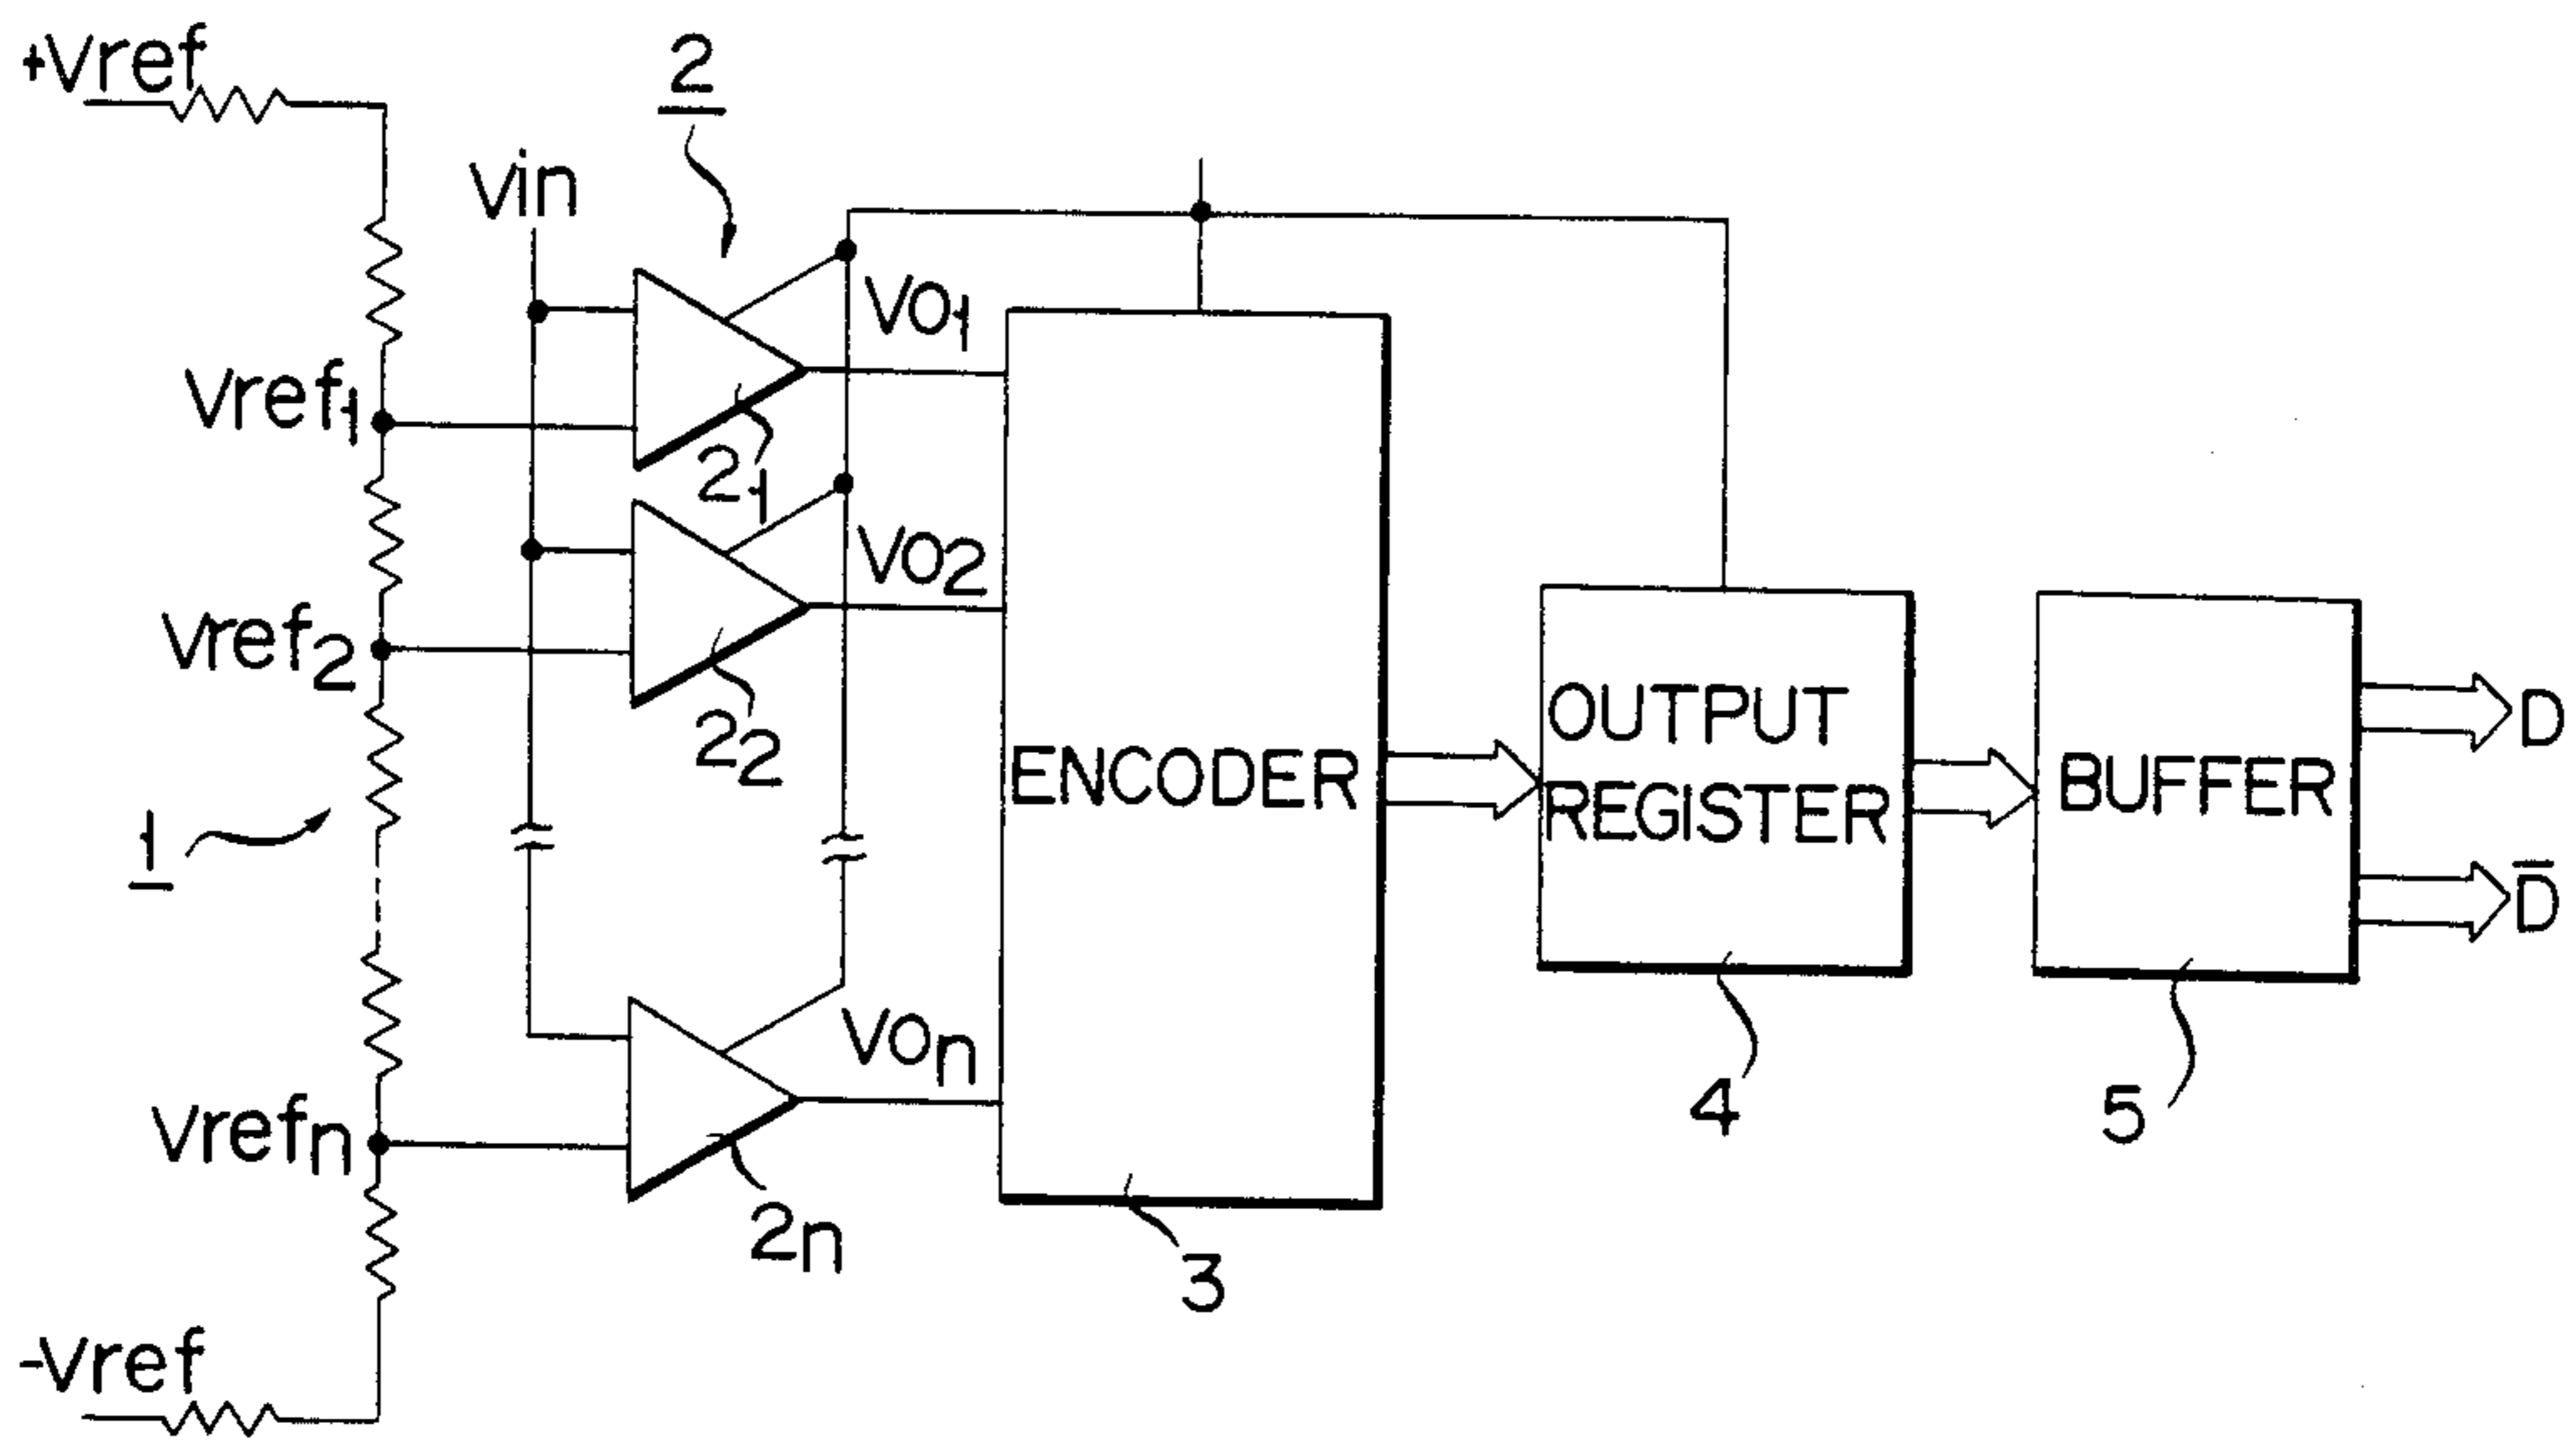 +Vref
2
Vin
VO1
Vref1
21
VO2
Vref2
22
1
ENCODER
OUTPUT
REGISTER
BUFFER
D
D̅
VOn
Vrefn
2n
3
4
5
-Vref